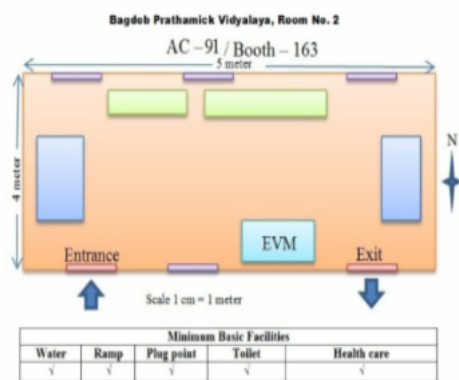 Bagdob Prathamick Vidyalaya, Room No. 2
AC – 91 / Booth – 163
5 meter
4 meter
N
EVM
Entrance
Exit
Scale 1 cm = 1 meter
Minimum Basic Facilities
Water Ramp Plug point Toilet Health care
√ √ √ √ √